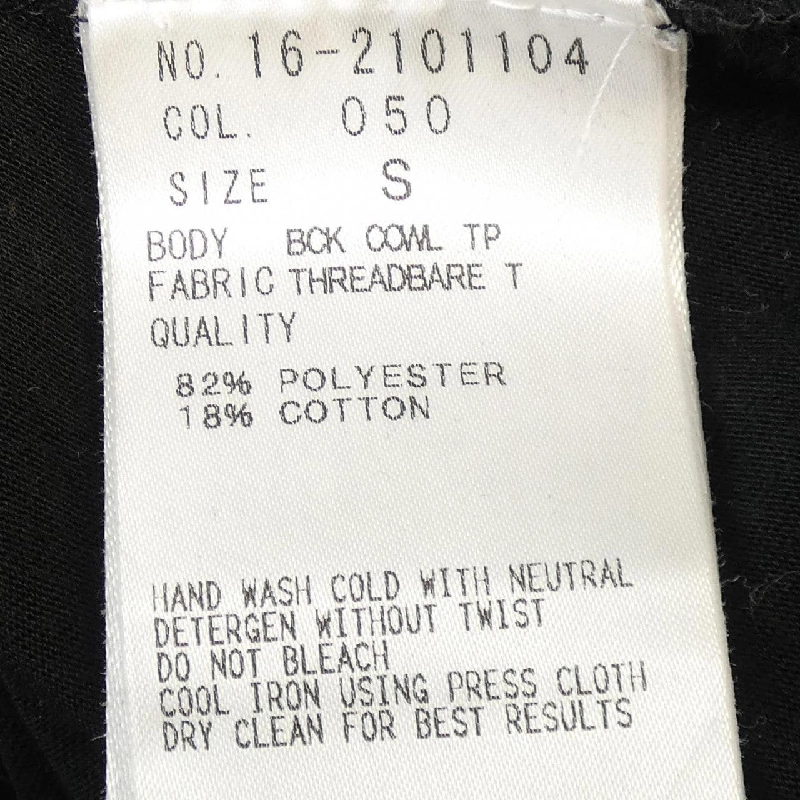 NO. 16-2101104
COL. 050
SIZE S
BODY BCK COWL TP
FABRIC THREADBARE T
QUALITY
82% POLYESTER
18% COTTON
HAND WASH COLD WITH NEUTRAL
DETERGEN WITHOUT TWIST
DO NOT BLEACH
COOL IRON USING PRESS CLOTH
DRY CLEAN FOR BEST RESULTS